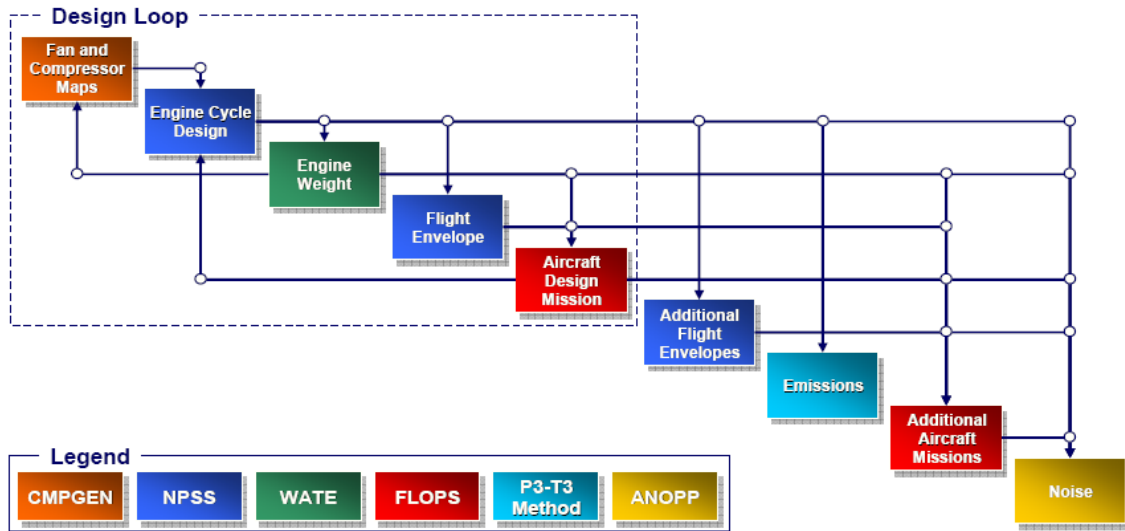 Design Loop
Fan and
Compressor
Maps
Engine Cycle
Design
Engine
Weight
Flight
Envelope
Aircraft
Design
Mission
Additional
Flight
Envelopes
Emissions
Additional
Aircraft
Missions
Noise
Legend
CMPGEN
NPSS
WATE
FLOPS
P3-T3
Method
ANOPP